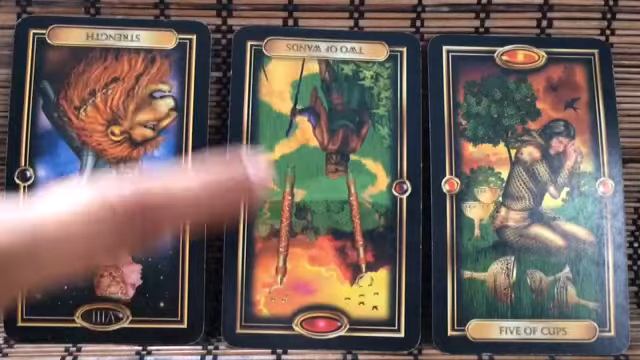 STRENGTH
TWO OF WANDS
VIII
FIVE OF CUPS